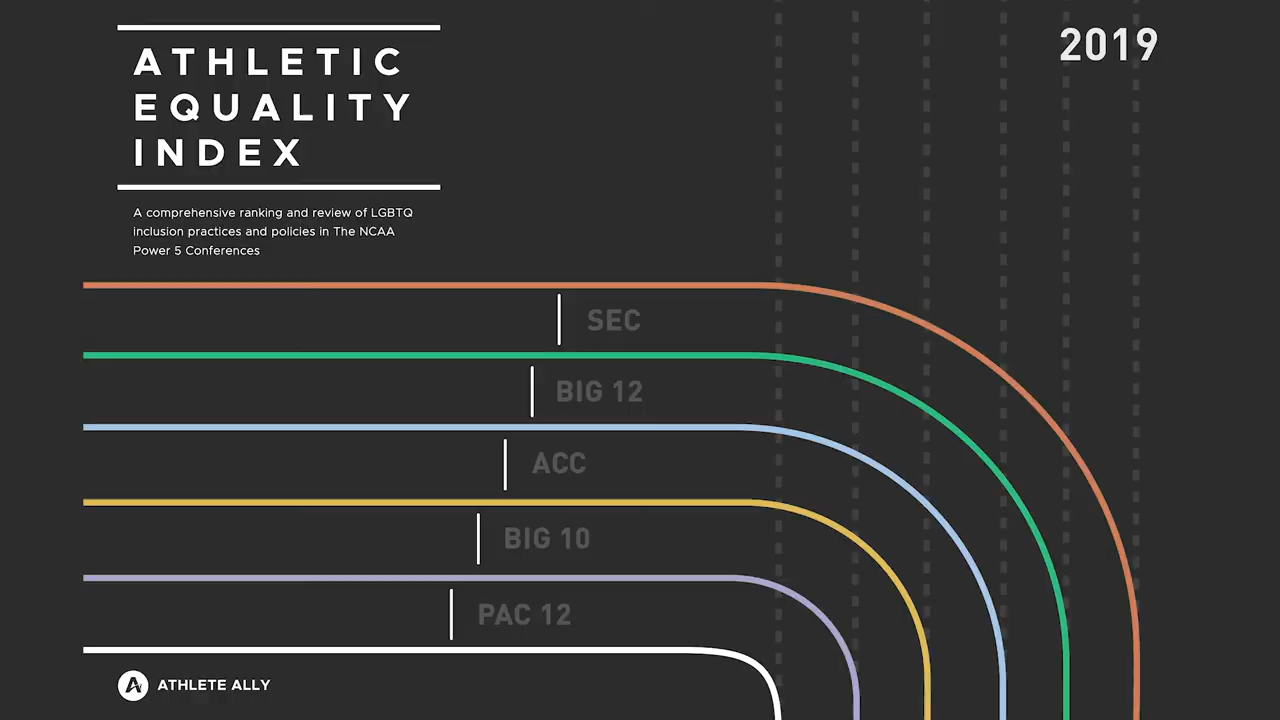 ATHLETIC
EQUALITY
INDEX
2019
A comprehensive ranking and review of LGBTQ
inclusion practices and policies in The NCAA
Power 5 Conferences
SEC
BIG 12
ACC
BIG 10
PAC 12
ATHLETE ALLY